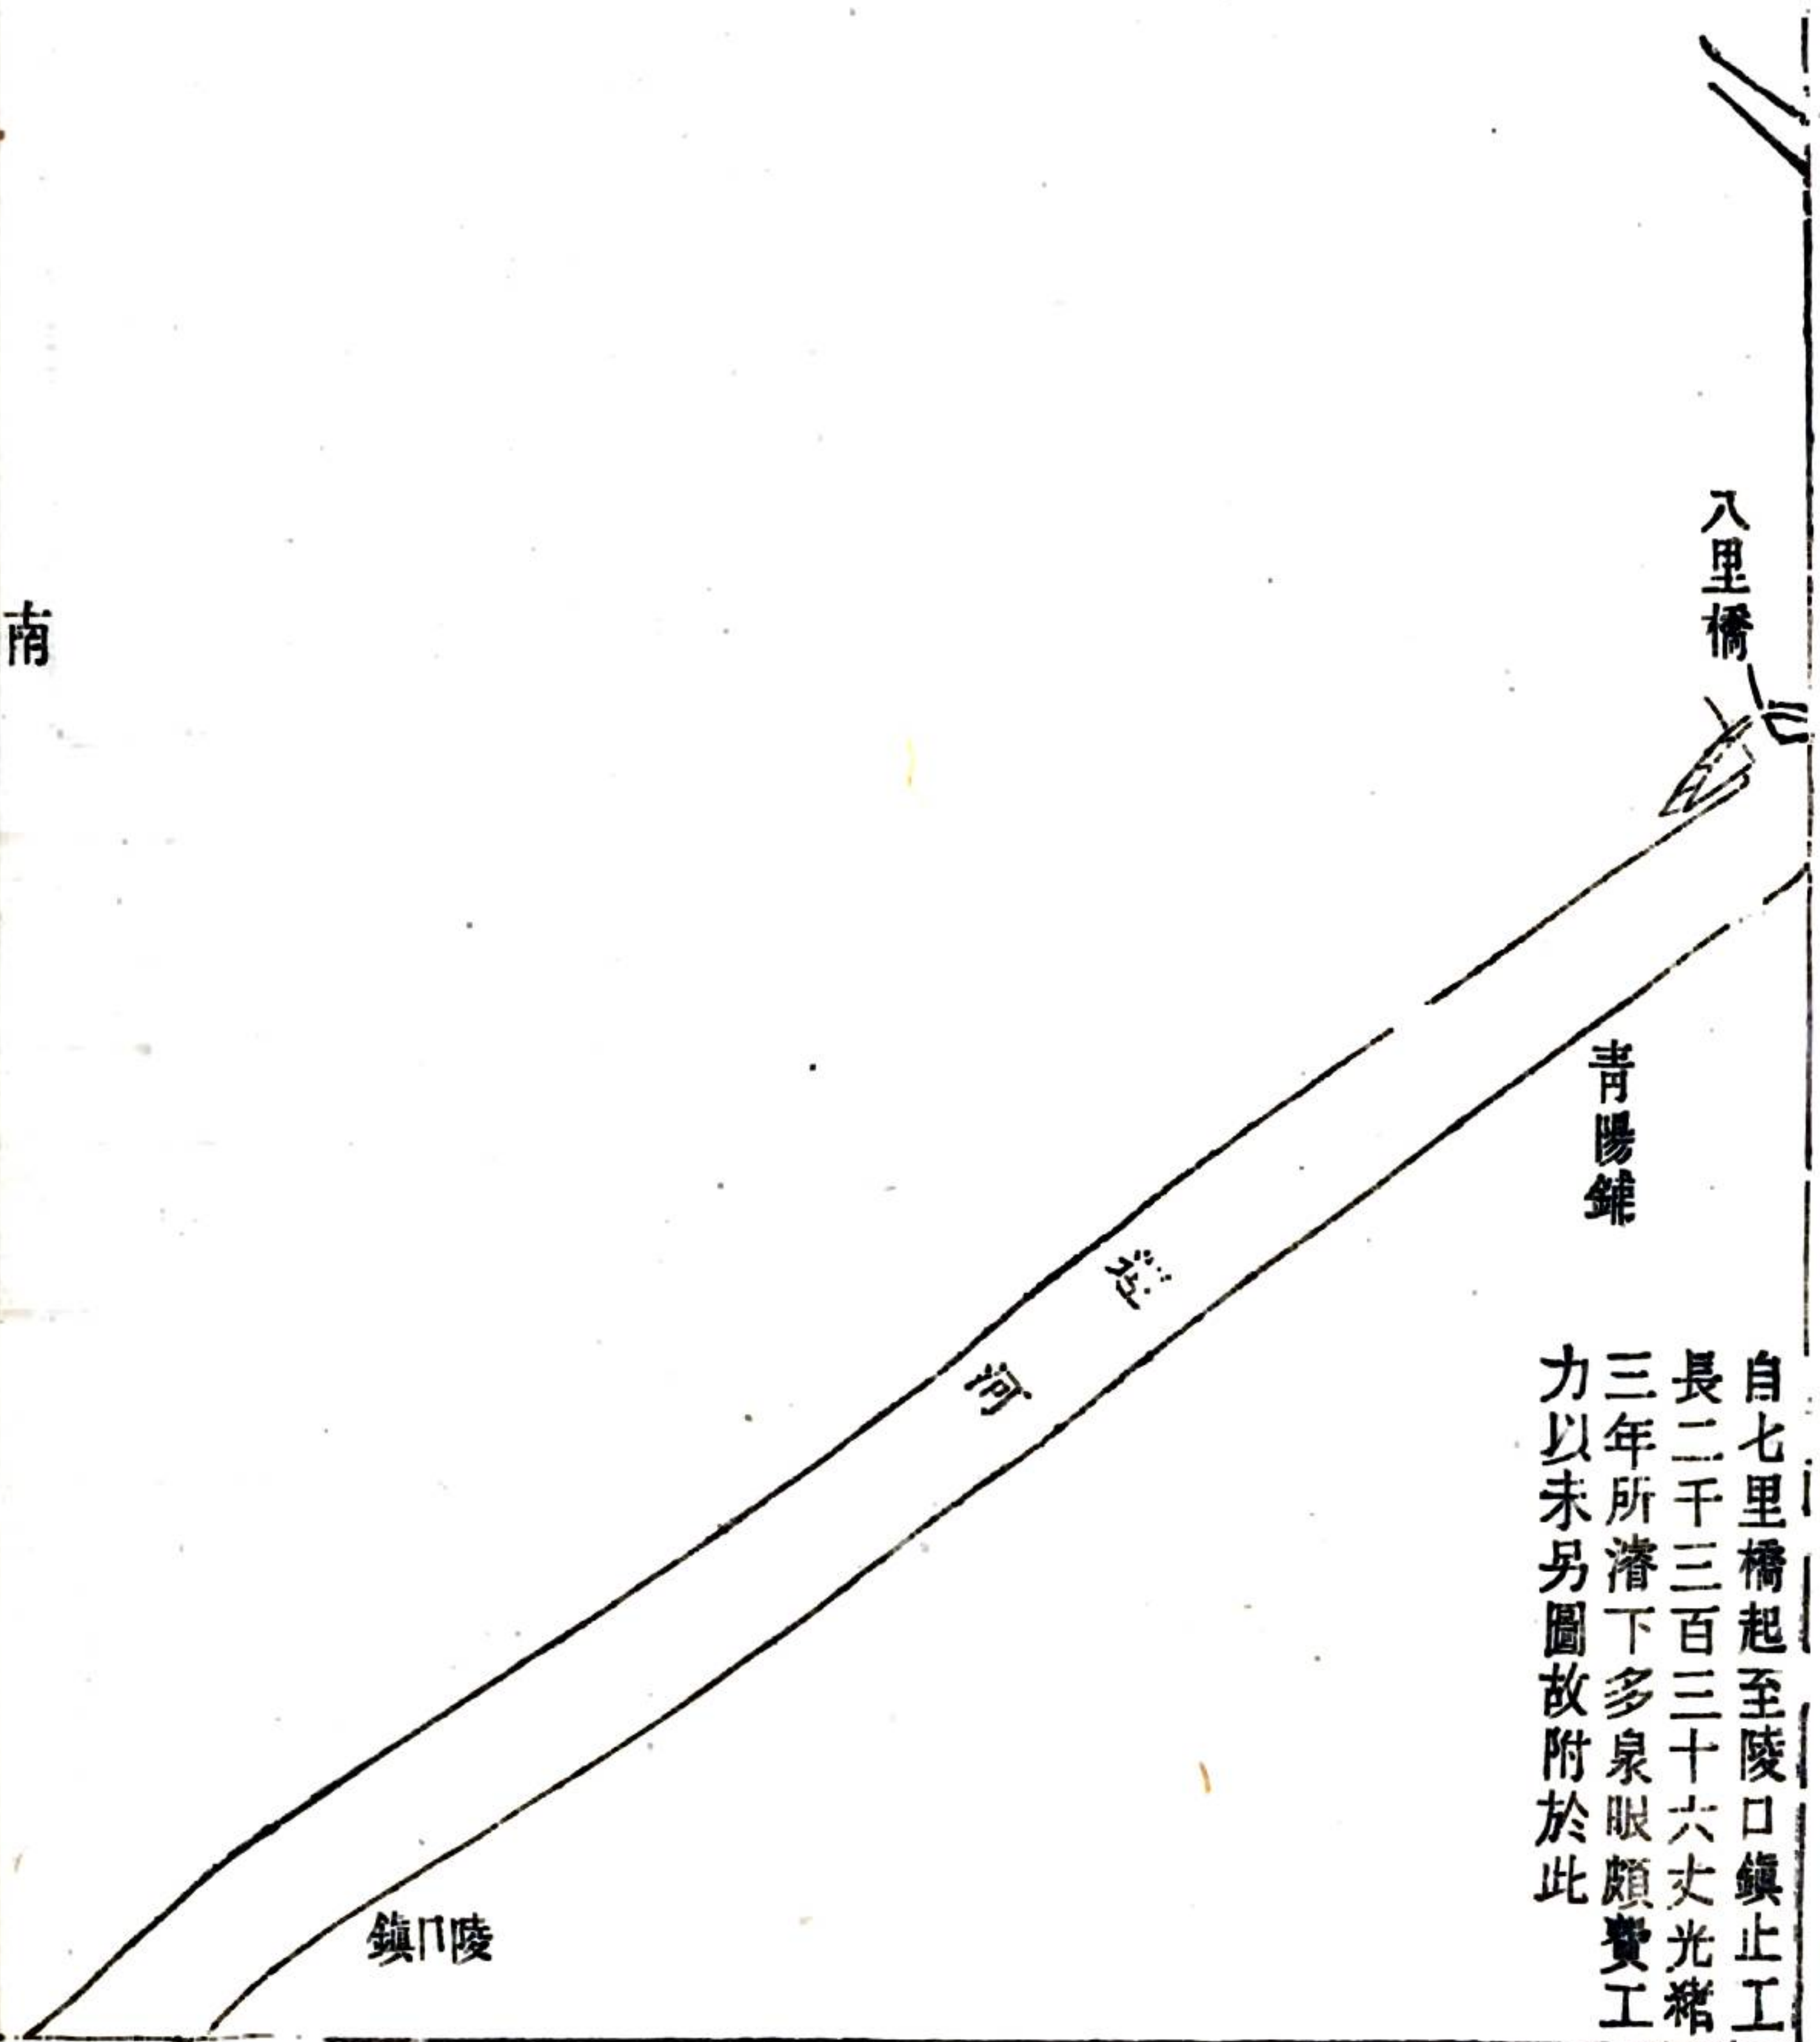 八里橋
青陽鋪
自七里橋起至陵口鎮止工
長二千三百三十六丈光緒
三年所濬下多泉眼頗費工
力以未另圖故附於此
河
陵口鎮
南